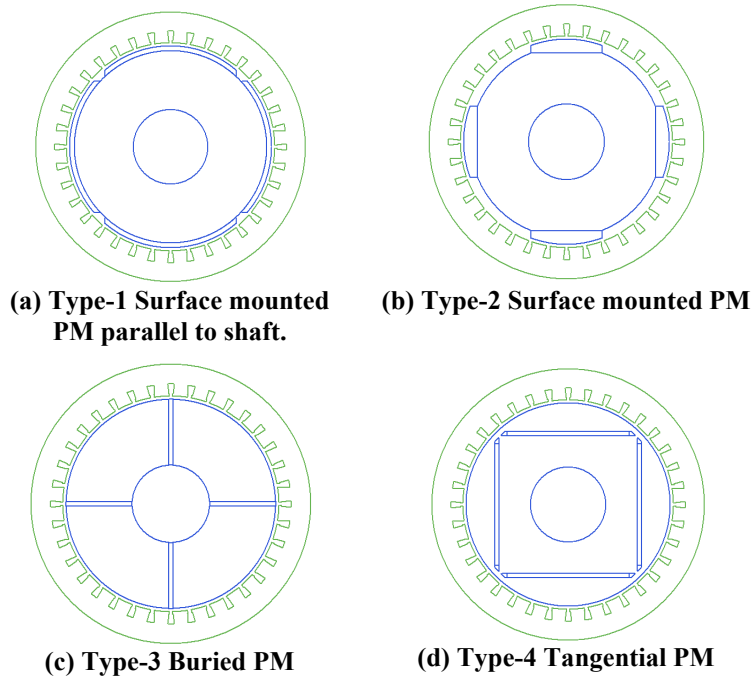 (a) Type-1 Surface mounted
PM parallel to shaft.
(b) Type-2 Surface mounted PM
(c) Type-3 Buried PM
(d) Type-4 Tangential PM